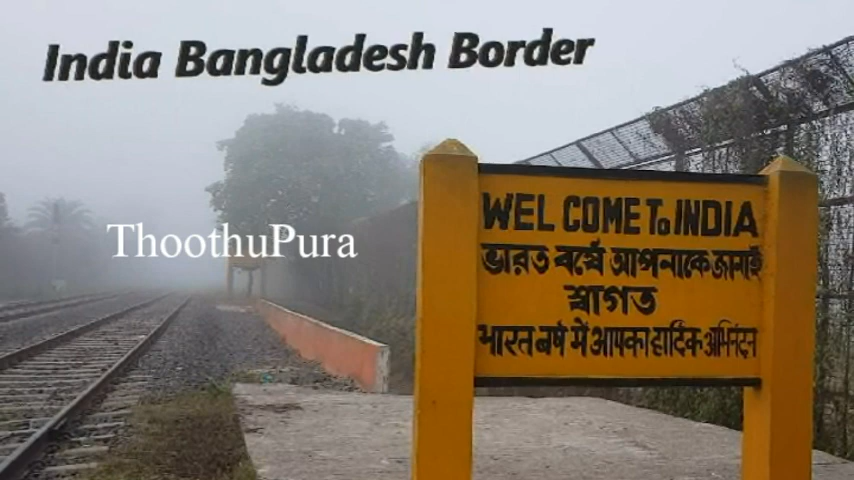 India Bangladesh Border
ThoothuPura
WEL COME To INDIA
ভারত বর্ষে আপনাকে জানাই
স্বাগত
भारत बर्ष में आपका हार्दिक अभिनंदन